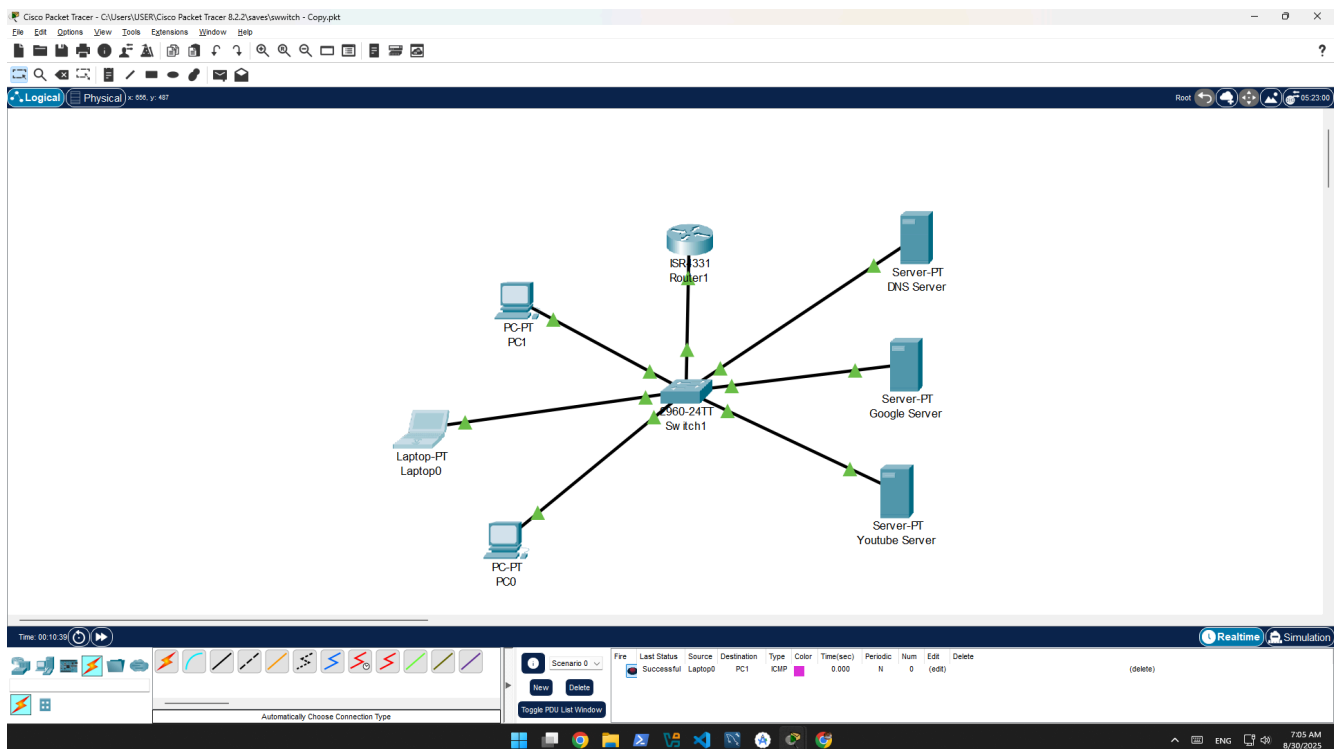 Cisco Packet Tracer - C:\Users\USER\Cisco Packet Tracer 8.2.2\saves\swwitch - Copy.pkt
File Edit Options View Tools Extensions Window Help
?
Logical Physical x: 656, y: 487 Root 05:23:00
ISR4331
Router1
Server-PT
DNS Server
PC-PT
PC1
Server-PT
Google Server
2960-24TT
Switch1
Laptop-PT
Laptop0
Server-PT
Youtube Server
PC-PT
PC0
Time: 00:10:39 Realtime Simulation
Scenario 0 Fire Last Status Source Destination Type Color Time(sec) Periodic Num Edit Delete
Successful Laptop0 PC1 ICMP 0.000 N 0 (edit) (delete)
New Delete
Toggle PDU List Window
Automatically Choose Connection Type
ENG 7:05 AM
8/30/2025